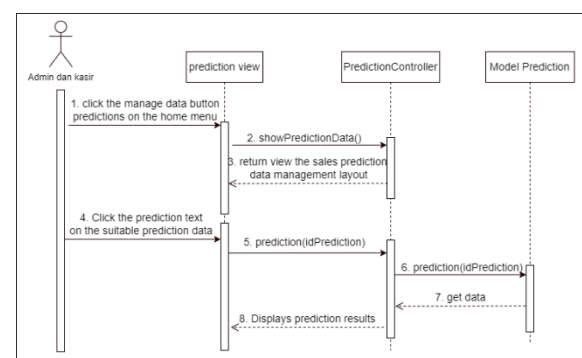 Admin dan kasir
prediction view
PredictionController
Model Prediction
1. click the manage data button
predictions on the home menu
2. showPredictionData()
3. return view the sales prediction
data management layout
4. Click the prediction text
on the suitable prediction data
5. prediction(idPrediction)
6. prediction(idPrediction)
7. get data
8. Displays prediction results